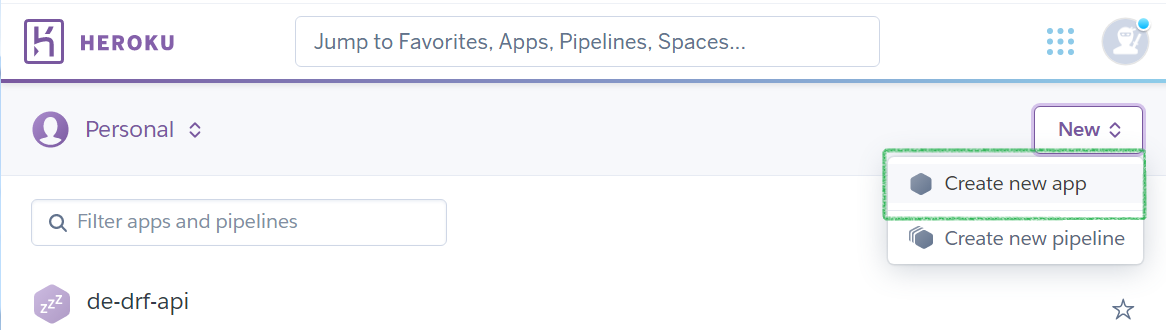 HEROKU
Jump to Favorites, Apps, Pipelines, Spaces...
Personal
New
Create new app
Filter apps and pipelines
Create new pipeline
zzz
de-drf-api